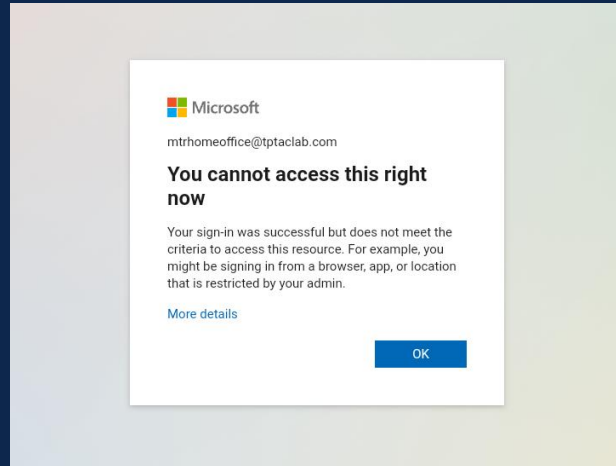 Microsoft
mtrhomeoffice@tptaclab.com
You cannot access this right
now
Your sign-in was successful but does not meet the
criteria to access this resource. For example, you
might be signing in from a browser, app, or location
that is restricted by your admin.
More details
OK